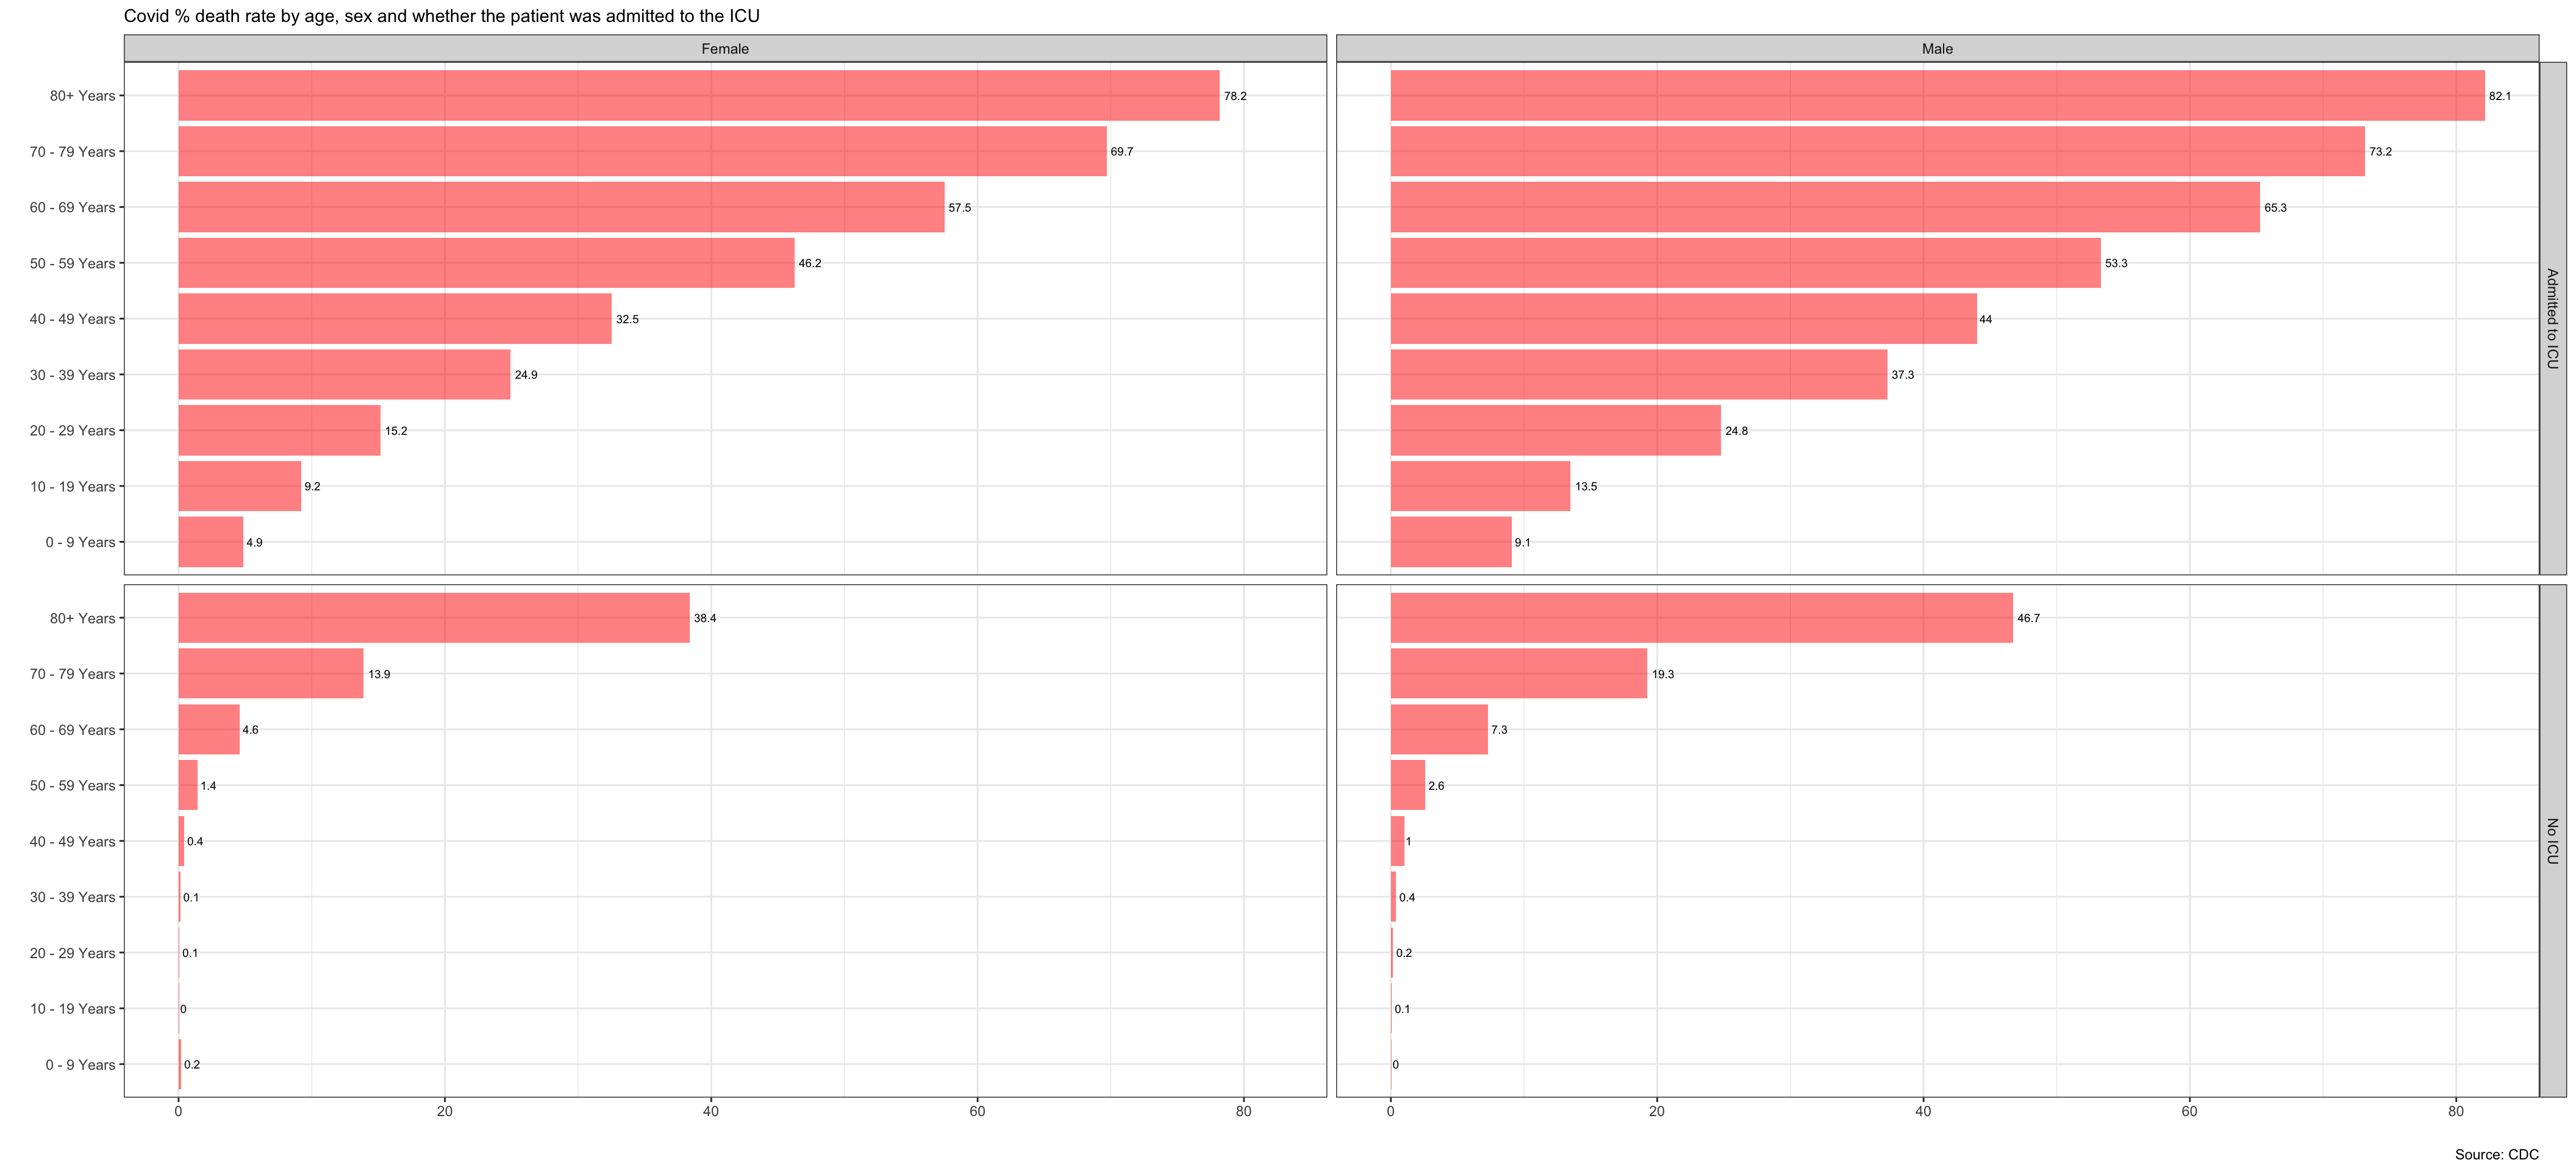 Covid % death rate by age, sex and whether the patient was admitted to the ICU
Female
Male
80+ Years
78.2
82.1
70 - 79 Years
69.7
73.2
60 - 69 Years
57.5
65.3
50 - 59 Years
46.2
53.3
40 - 49 Years
32.5
44
30 - 39 Years
24.9
37.3
20 - 29 Years
15.2
24.8
10 - 19 Years
9.2
13.5
0 - 9 Years
4.9
9.1
Admitted to ICU
80+ Years
38.4
46.7
70 - 79 Years
13.9
19.3
60 - 69 Years
4.6
7.3
50 - 59 Years
1.4
2.6
40 - 49 Years
0.4
1
30 - 39 Years
0.1
0.4
20 - 29 Years
0.1
0.2
10 - 19 Years
0
0.1
0 - 9 Years
0.2
0
No ICU
0 20 40 60 80
0 20 40 60 80
Source: CDC